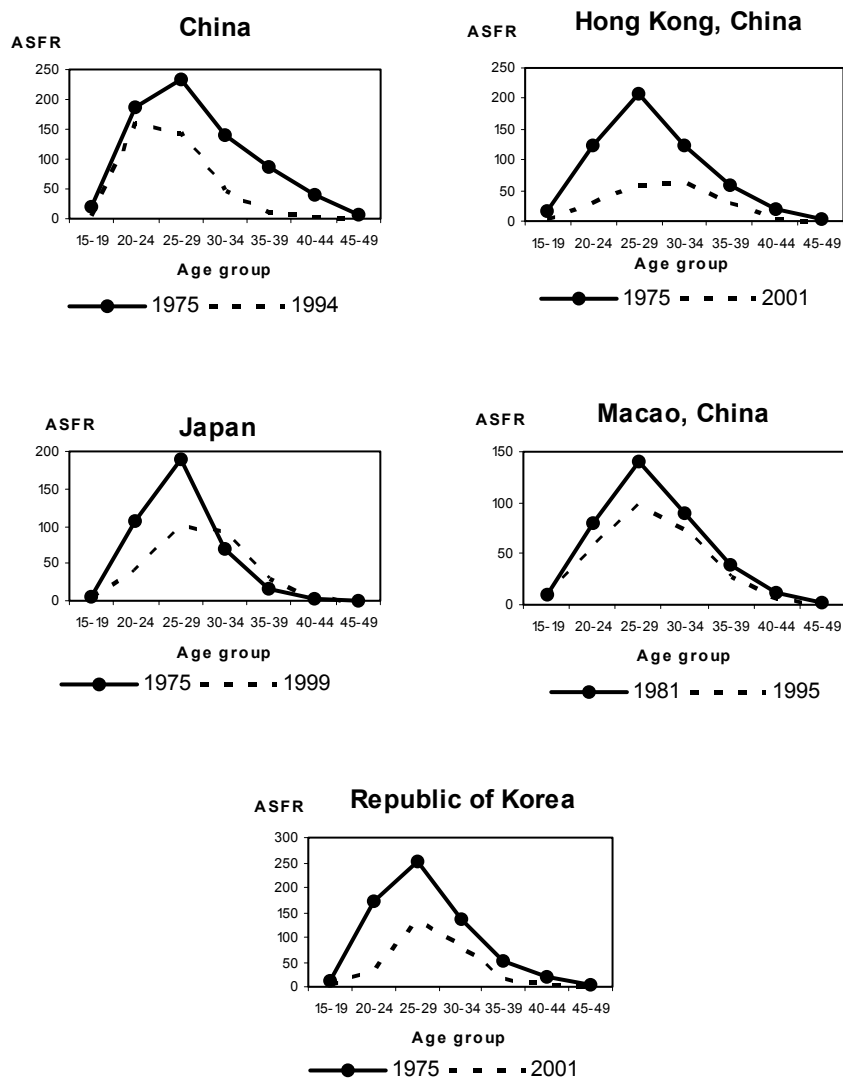 China
ASFR
250
200
150
100
50
0
15-19 20-24 25-29 30-34 35-39 40-44 45-49
Age group
1975 1994
Hong Kong, China
ASFR
250
200
150
100
50
0
15-19 20-24 25-29 30-34 35-39 40-44 45-49
Age group
1975 2001
ASFR
Japan
200
150
100
50
0
15-19 20-24 25-29 30-34 35-39 40-44 45-49
Age group
1975 1999
ASFR
Macao, China
150
100
50
0
15-19 20-24 25-29 30-34 35-39 40-44 45-49
Age group
1981 1995
ASFR
Republic of Korea
300
250
200
150
100
50
0
15-19 20-24 25-29 30-34 35-39 40-44 45-49
Age group
1975 2001